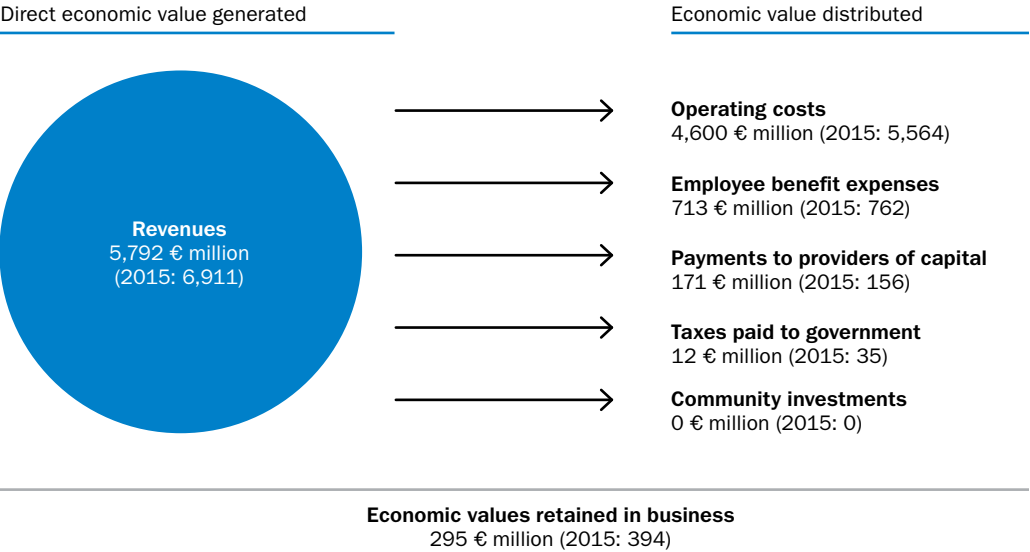 Direct economic value generated
Economic value distributed
Revenues
5,792 € million
(2015: 6,911)
Operating costs
4,600 € million (2015: 5,564)
Employee benefit expenses
713 € million (2015: 762)
Payments to providers of capital
171 € million (2015: 156)
Taxes paid to government
12 € million (2015: 35)
Community investments
0 € million (2015: 0)
Economic values retained in business
295 € million (2015: 394)